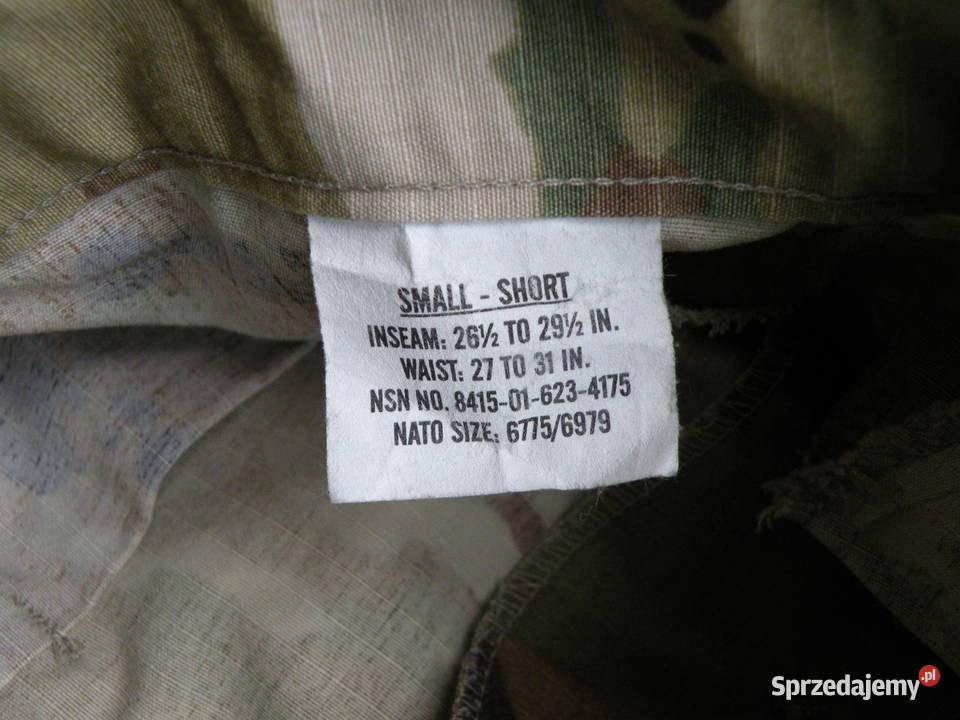 SMALL - SHORT
INSEAM: 26½ TO 29½ IN.
WAIST: 27 TO 31 IN.
NSN NO. 8415-01-623-4175
NATO SIZE: 6775/6979
Sprzedajemy.pl